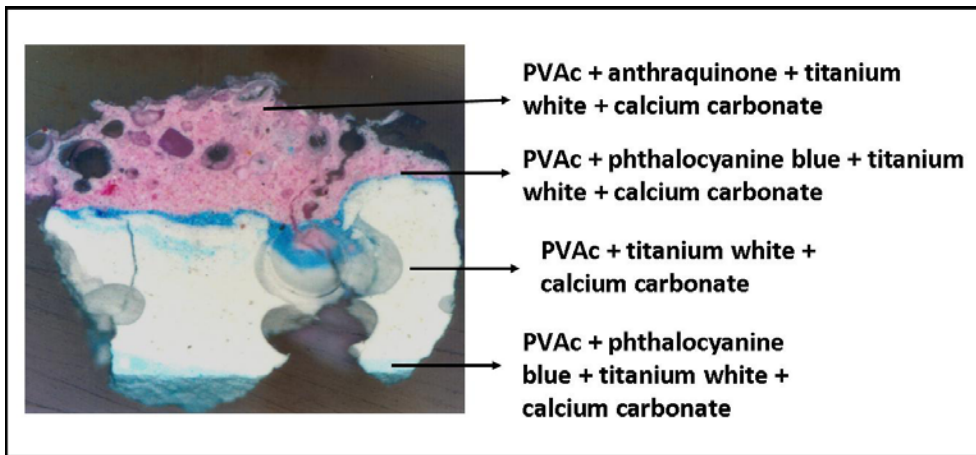 PVAc + anthraquinone + titanium
white + calcium carbonate
PVAc + phthalocyanine blue + titanium
white + calcium carbonate
PVAc + titanium white +
calcium carbonate
PVAc + phthalocyanine
blue + titanium white +
calcium carbonate